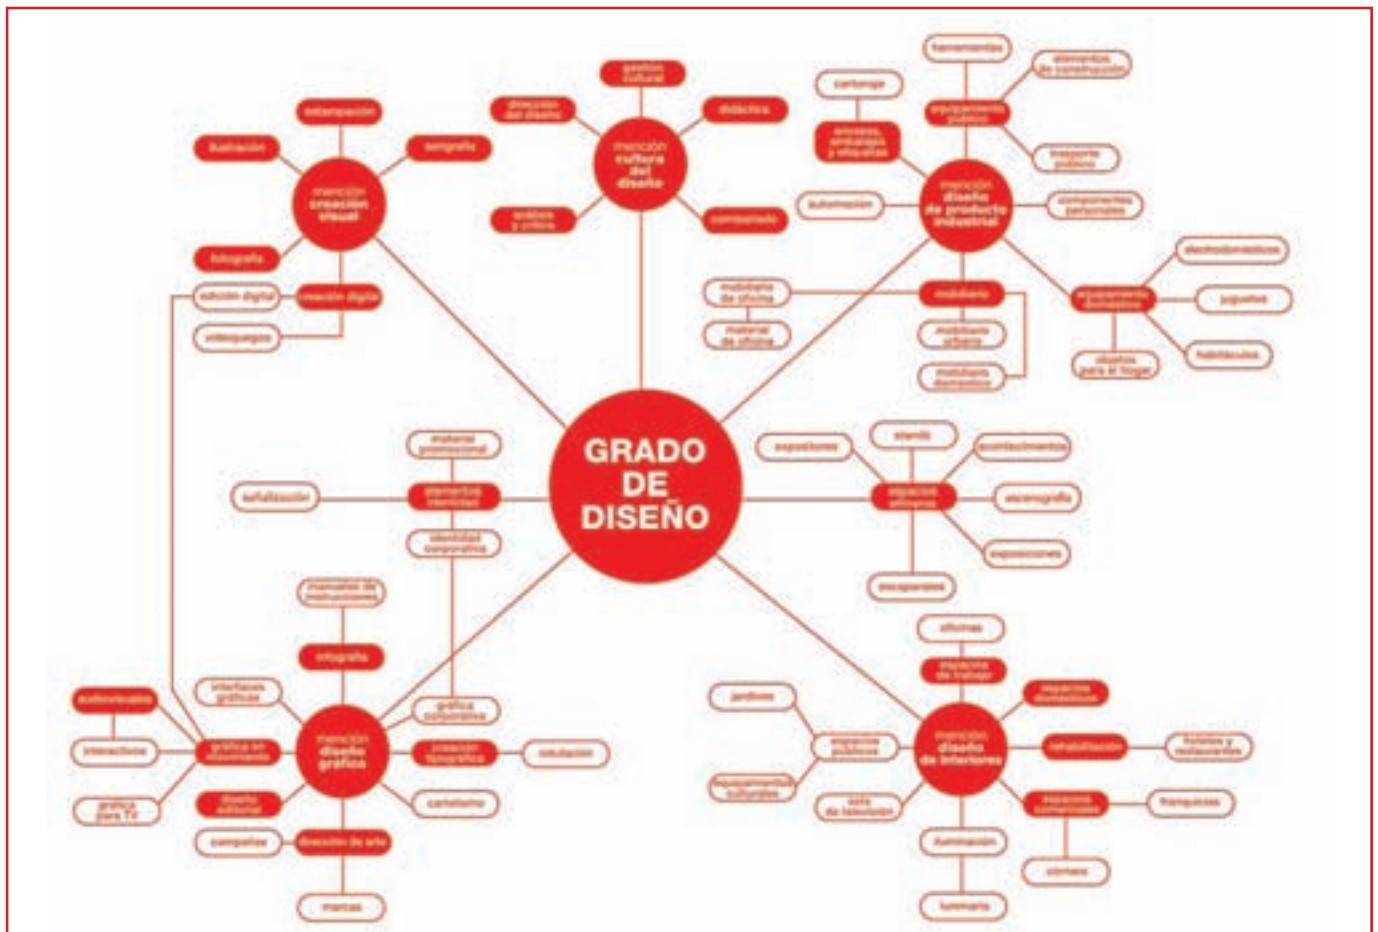 herramientas
gestión
cultural
elementos
de construcción
cartonaje
estampación
dirección
del diseño
didáctica
equipamiento
público
ilustración
serigrafía
envases,
embalajes
y etiquetas
mención
cultura
del
diseño
transporte
público
mención
creación
visual
mención
diseño
de producto
industrial
automoción
componentes
personales
análisis
y crítica
comisariado
fotografía
electrodomésticos
edición digital
creación digital
mobiliario
de oficina
mobiliario
juguetes
videojuegos
material
de oficina
mobiliario
urbano
habitáculos
objetos
para el hogar
mobiliario
doméstico
GRADO
DE
DISEÑO
material
promocional
expositores
stands
acontecimientos
señalización
elementos
identidad
espacios
efímeros
escenografía
identidad
corporativa
exposiciones
manuales de
instrucciones
escaparates
oficinas
infografía
espacios
de trabajo
interfaces
gráficos
espacios
domésticos
audiovisuales
jardines
gráfica
corporativa
interactivos
gráfica en
movimiento
mención
diseño
gráfico
creación
tipográfica
rotulación
espacios
públicos
mención
diseño
de interiores
rehabilitación
hoteles y
restaurantes
equipamientos
culturales
gráfica
para TV
diseño
editorial
cartelismo
sets
de televisión
espacios
comerciales
franquicias
campañas
dirección de arte
iluminación
córners
marcas
luminaria